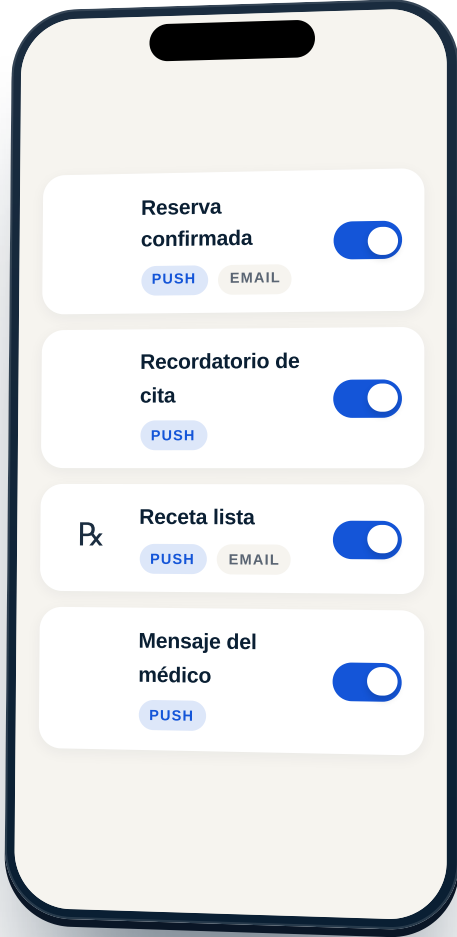 Reserva
confirmada
PUSH EMAIL
Recordatorio de
cita
PUSH
℞ Receta lista
PUSH EMAIL
Mensaje del
médico
PUSH